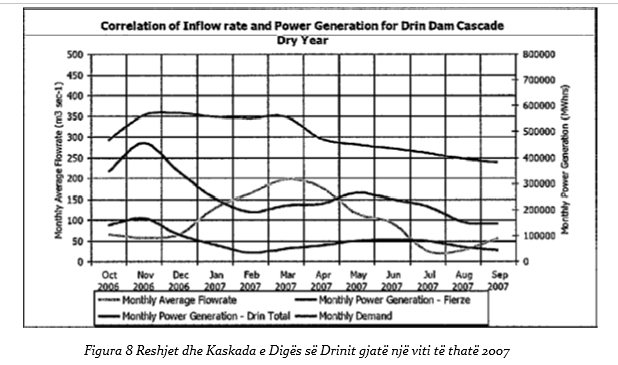 Correlation of Inflow rate and Power Generation for Drin Dam Cascade
Dry Year
500
450
400
350
300
250
200
150
100
50
0
Monthly Average Flowrate (m3 sec-1)
800000
700000
600000
500000
400000
300000
200000
100000
0
Monthly Power Generation (MWhrs)
Oct Nov Dec Jan Feb Mar Apr May Jun Jul Aug Sep
2006 2006 2006 2007 2007 2007 2007 2007 2007 2007 2007 2007
Monthly Average Flowrate Monthly Power Generation - Fierze
Monthly Power Generation - Drin Total Monthly Demand
Figura 8 Reshjet dhe Kaskada e Digës së Drinit gjatë një viti të thatë 2007